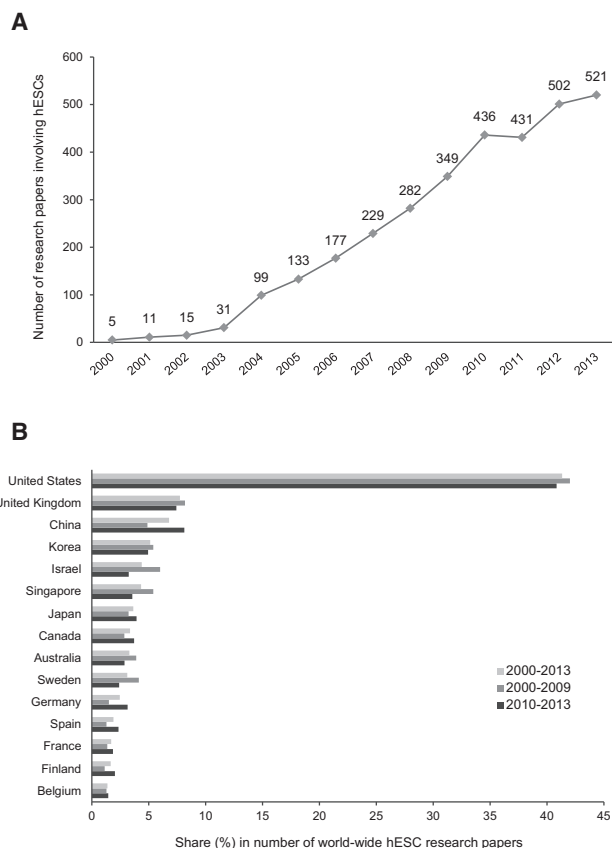 A
Number of research papers involving hESCs
600
500
400
300
200
100
0
5
11
15
31
99
133
177
229
282
349
436
431
502
521
2000
2001
2002
2003
2004
2005
2006
2007
2008
2009
2010
2011
2012
2013
B
United States
United Kingdom
China
Korea
Israel
Singapore
Japan
Canada
Australia
Sweden
Germany
Spain
France
Finland
Belgium
2000-2013
2000-2009
2010-2013
0 5 10 15 20 25 30 35 40 45
Share (%) in number of world-wide hESC research papers